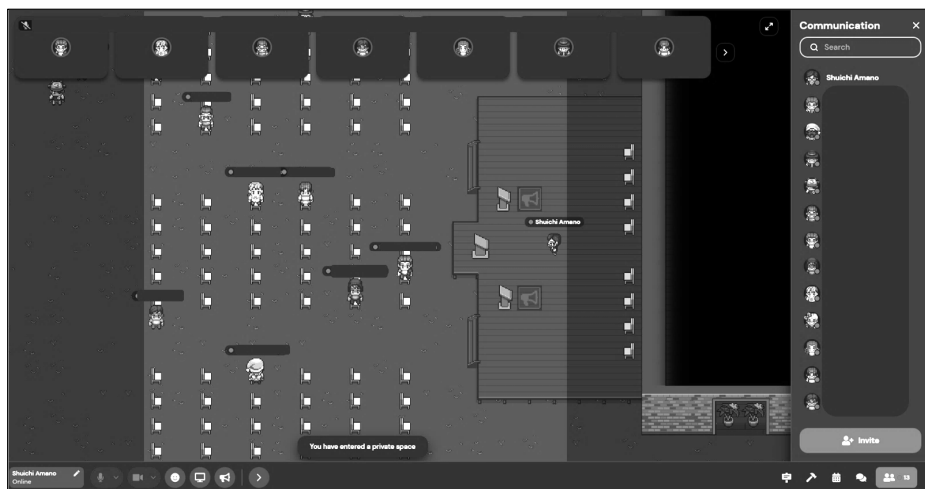 Communication
Search
Shuichi Amano
Shuichi Amano
You have entered a private space
Invite
Shuichi Amano
Online
13